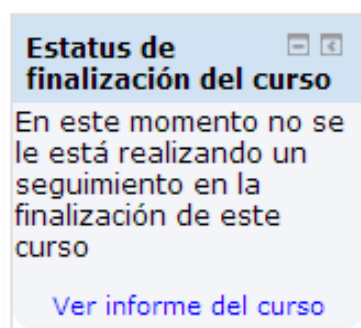 Estatus de
finalización del curso
En este momento no se
le está realizando un
seguimiento en la
finalización de este
curso
Ver informe del curso